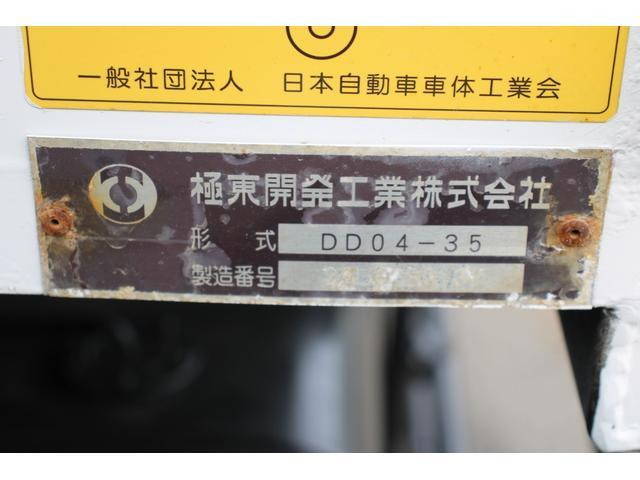 一般社団法人 日本自動車車体工業会
極東開発工業株式会社
形 式 DD04-35
製造番号